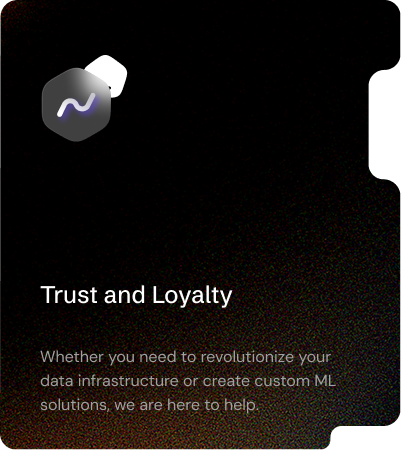 Trust and Loyalty
Whether you need to revolutionize your
data infrastructure or create custom ML
solutions, we are here to help.